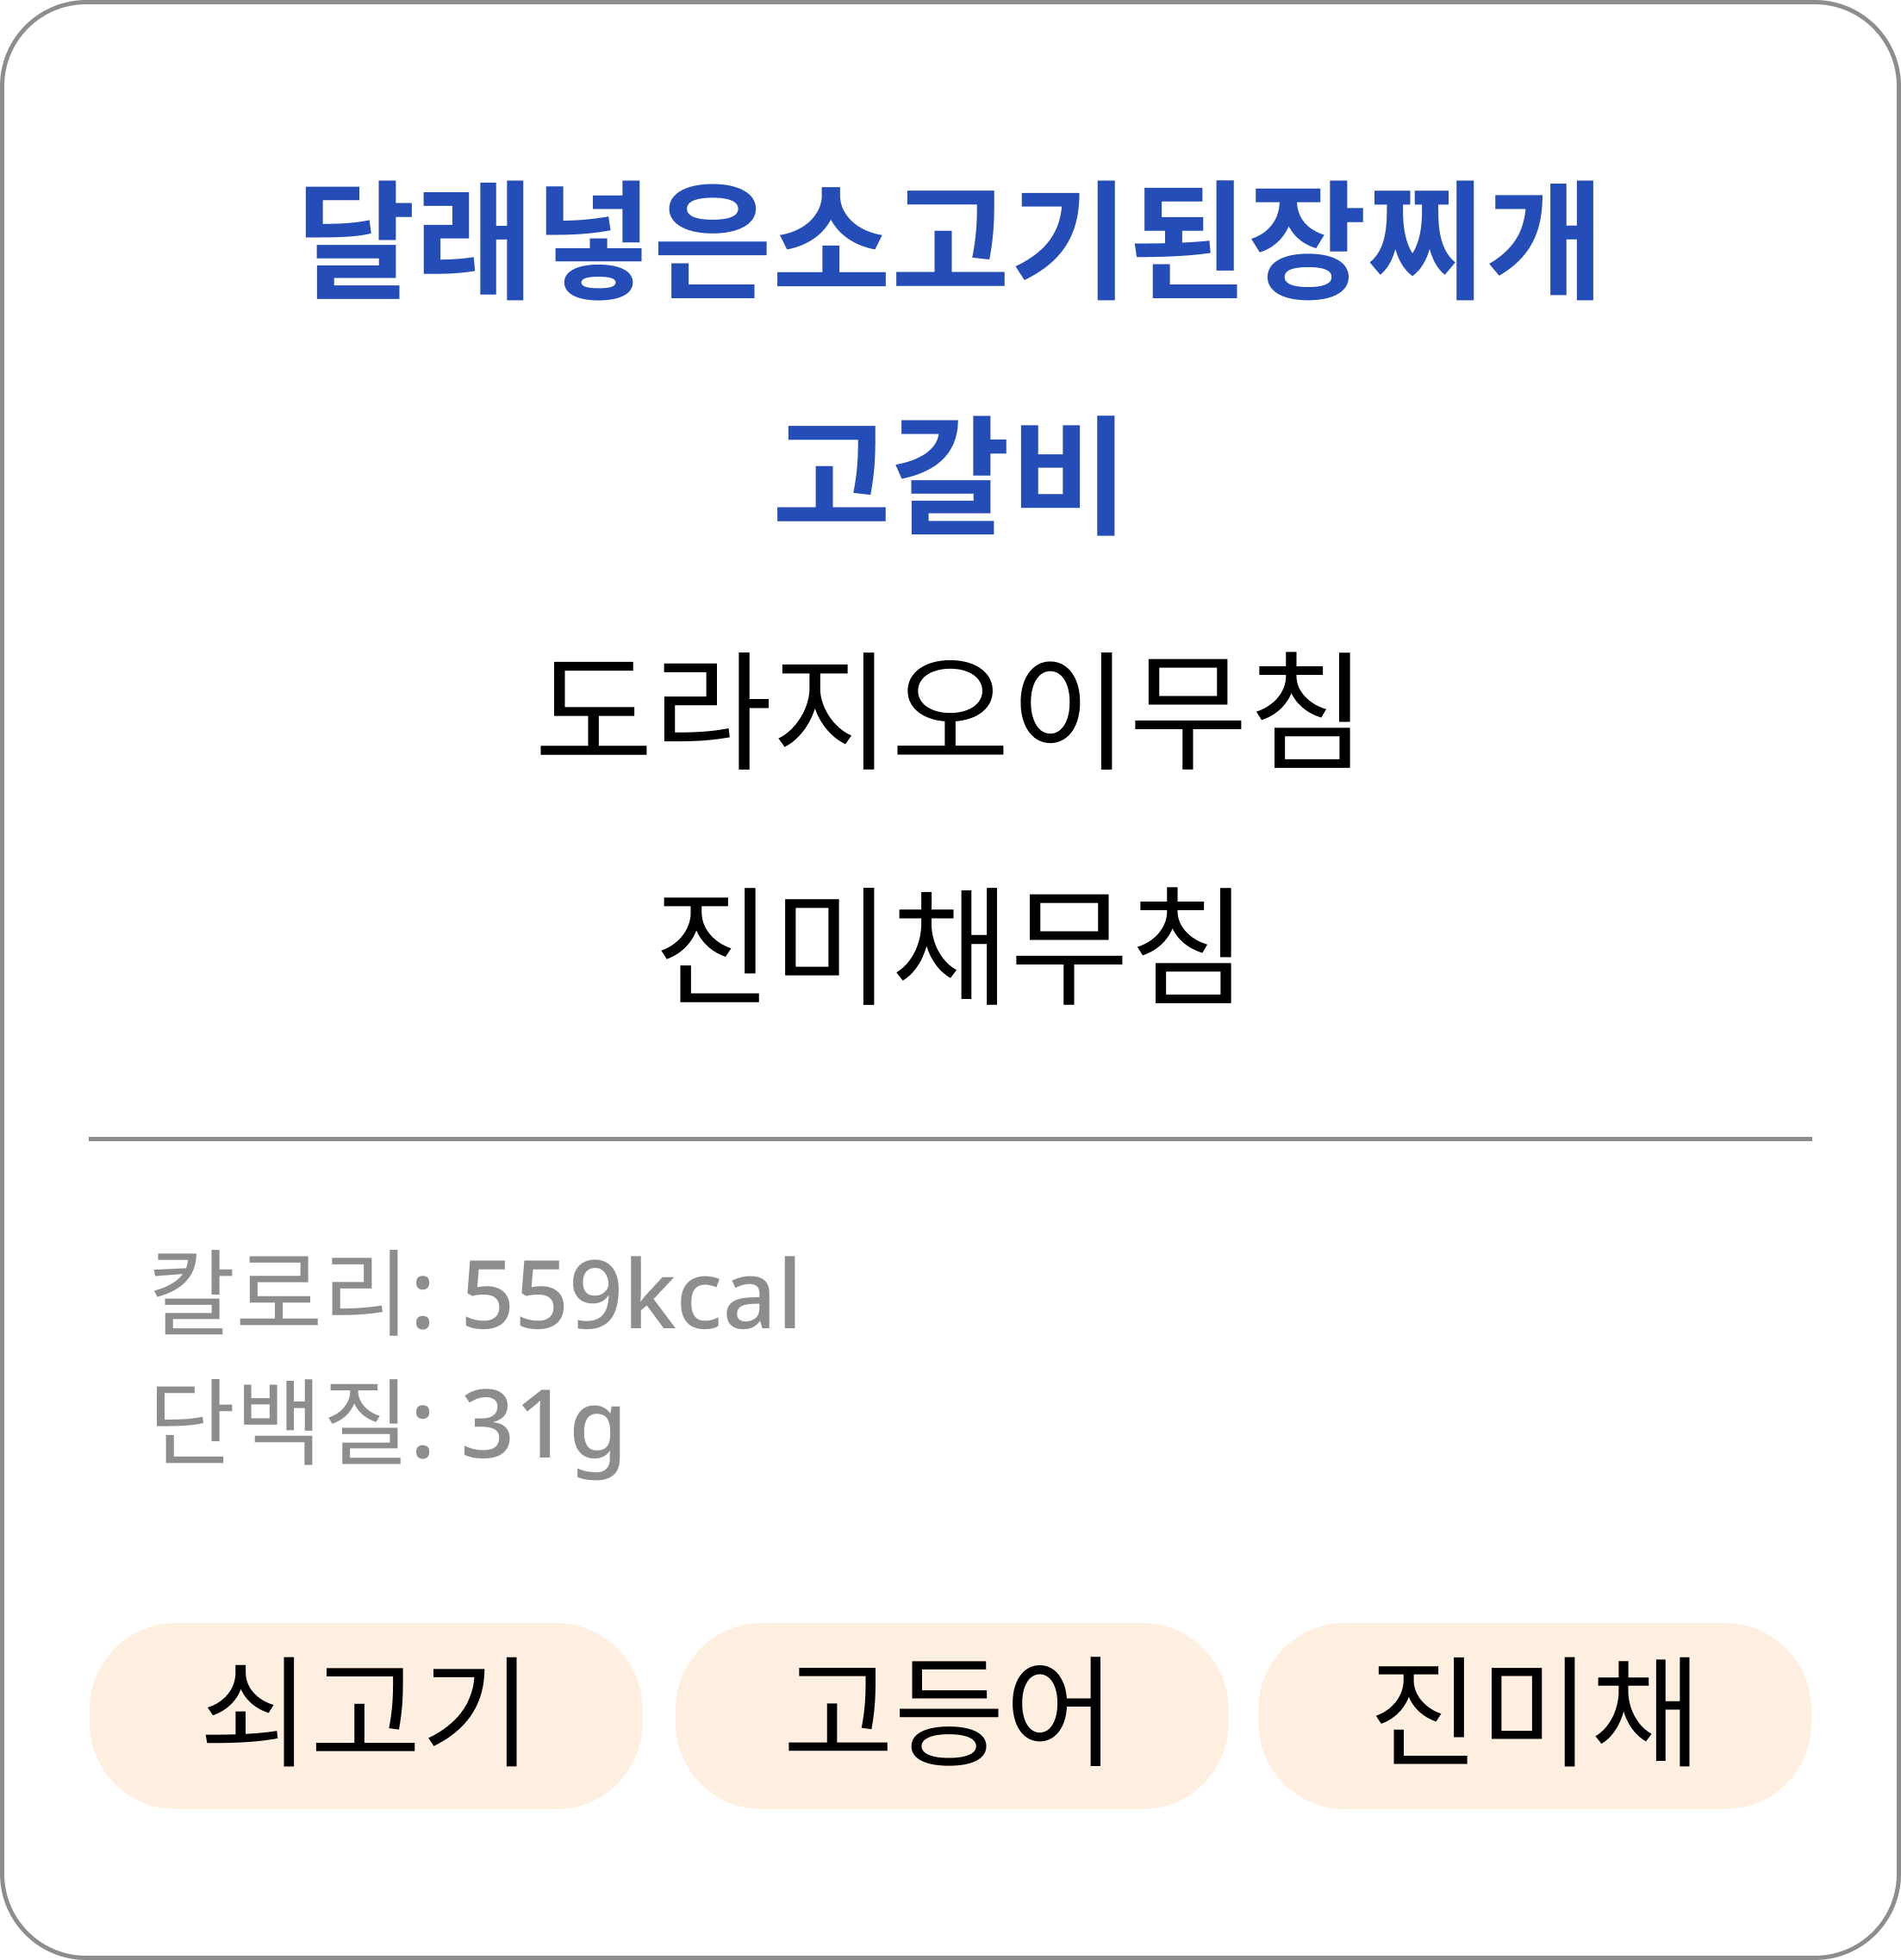 달래넣은소고기된장찌개
고갈비
도라지오이무침
진미채무침
칼로리: 559kcal
단백질: 31g
쇠고기 고등어 진미채